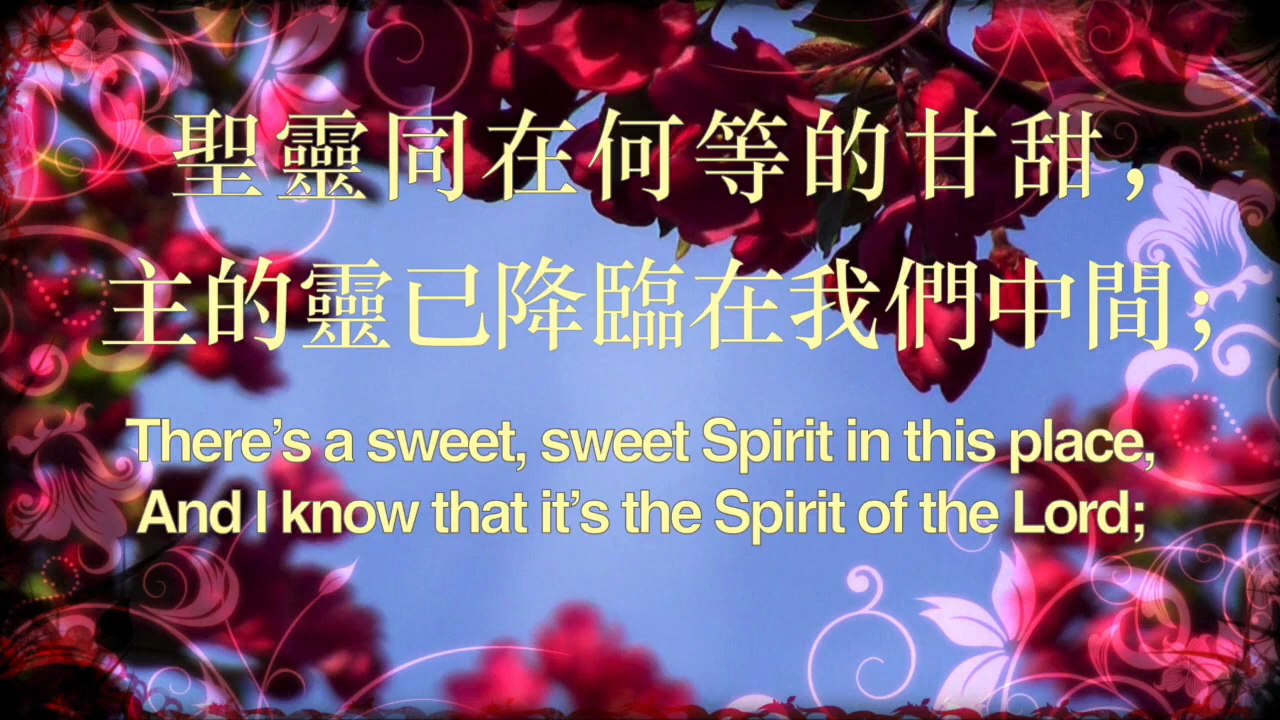 聖靈同在何等的甘甜，
主的靈已降臨在我們中間；
There's a sweet, sweet Spirit in this place,
And I know that it's the Spirit of the Lord;